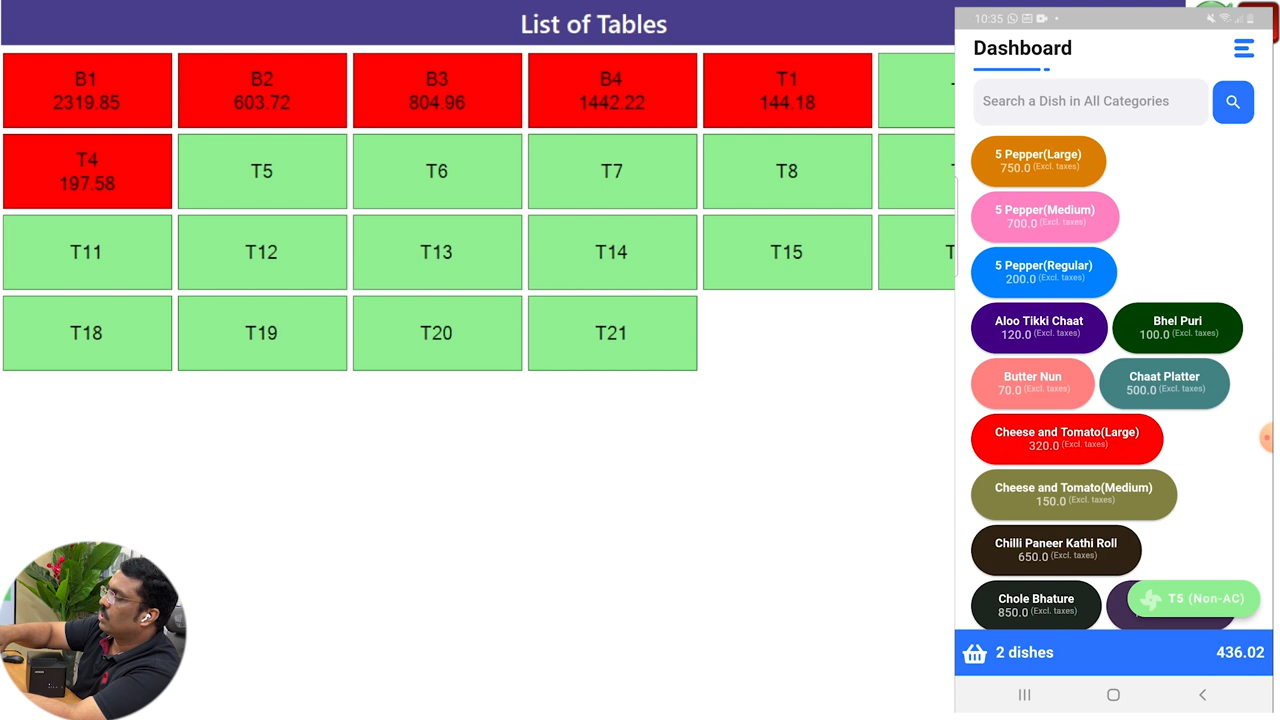 List of Tables
B1
2319.85
B2
603.72
B3
804.96
B4
1442.22
T1
144.18
T4
197.58
T5
T6
T7
T8
T11
T12
T13
T14
T15
T18
T19
T20
T21
10:35
Dashboard
Search a Dish in All Categories
5 Pepper(Large)
750.0 (Excl. taxes)
5 Pepper(Medium)
700.0 (Excl. taxes)
5 Pepper(Regular)
200.0 (Excl. taxes)
Aloo Tikki Chaat
120.0 (Excl. taxes)
Bhel Puri
100.0 (Excl. taxes)
Butter Nun
70.0 (Excl. taxes)
Chaat Platter
500.0 (Excl. taxes)
Cheese and Tomato(Large)
320.0 (Excl. taxes)
Cheese and Tomato(Medium)
150.0 (Excl. taxes)
Chilli Paneer Kathi Roll
650.0 (Excl. taxes)
Chole Bhature
850.0 (Excl. taxes)
T5 (Non-AC)
2 dishes
436.02